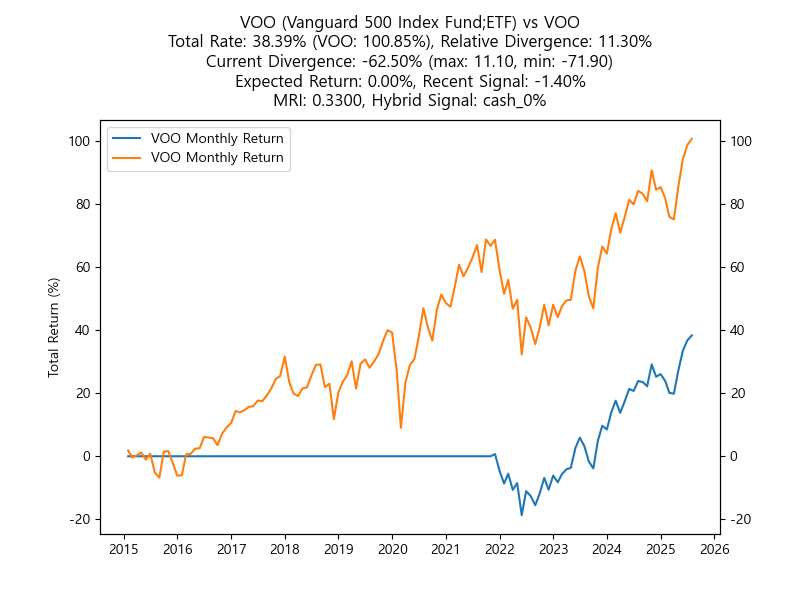 VOO (Vanguard 500 Index Fund;ETF) vs VOO
Total Rate: 38.39% (VOO: 100.85%), Relative Divergence: 11.30%
Current Divergence: -62.50% (max: 11.10, min: -71.90)
Expected Return: 0.00%, Recent Signal: -1.40%
MRI: 0.3300, Hybrid Signal: cash_0%
VOO Monthly Return
VOO Monthly Return
Total Return (%)
100
80
60
40
20
0
-20
100
80
60
40
20
0
-20
2015 2016 2017 2018 2019 2020 2021 2022 2023 2024 2025 2026